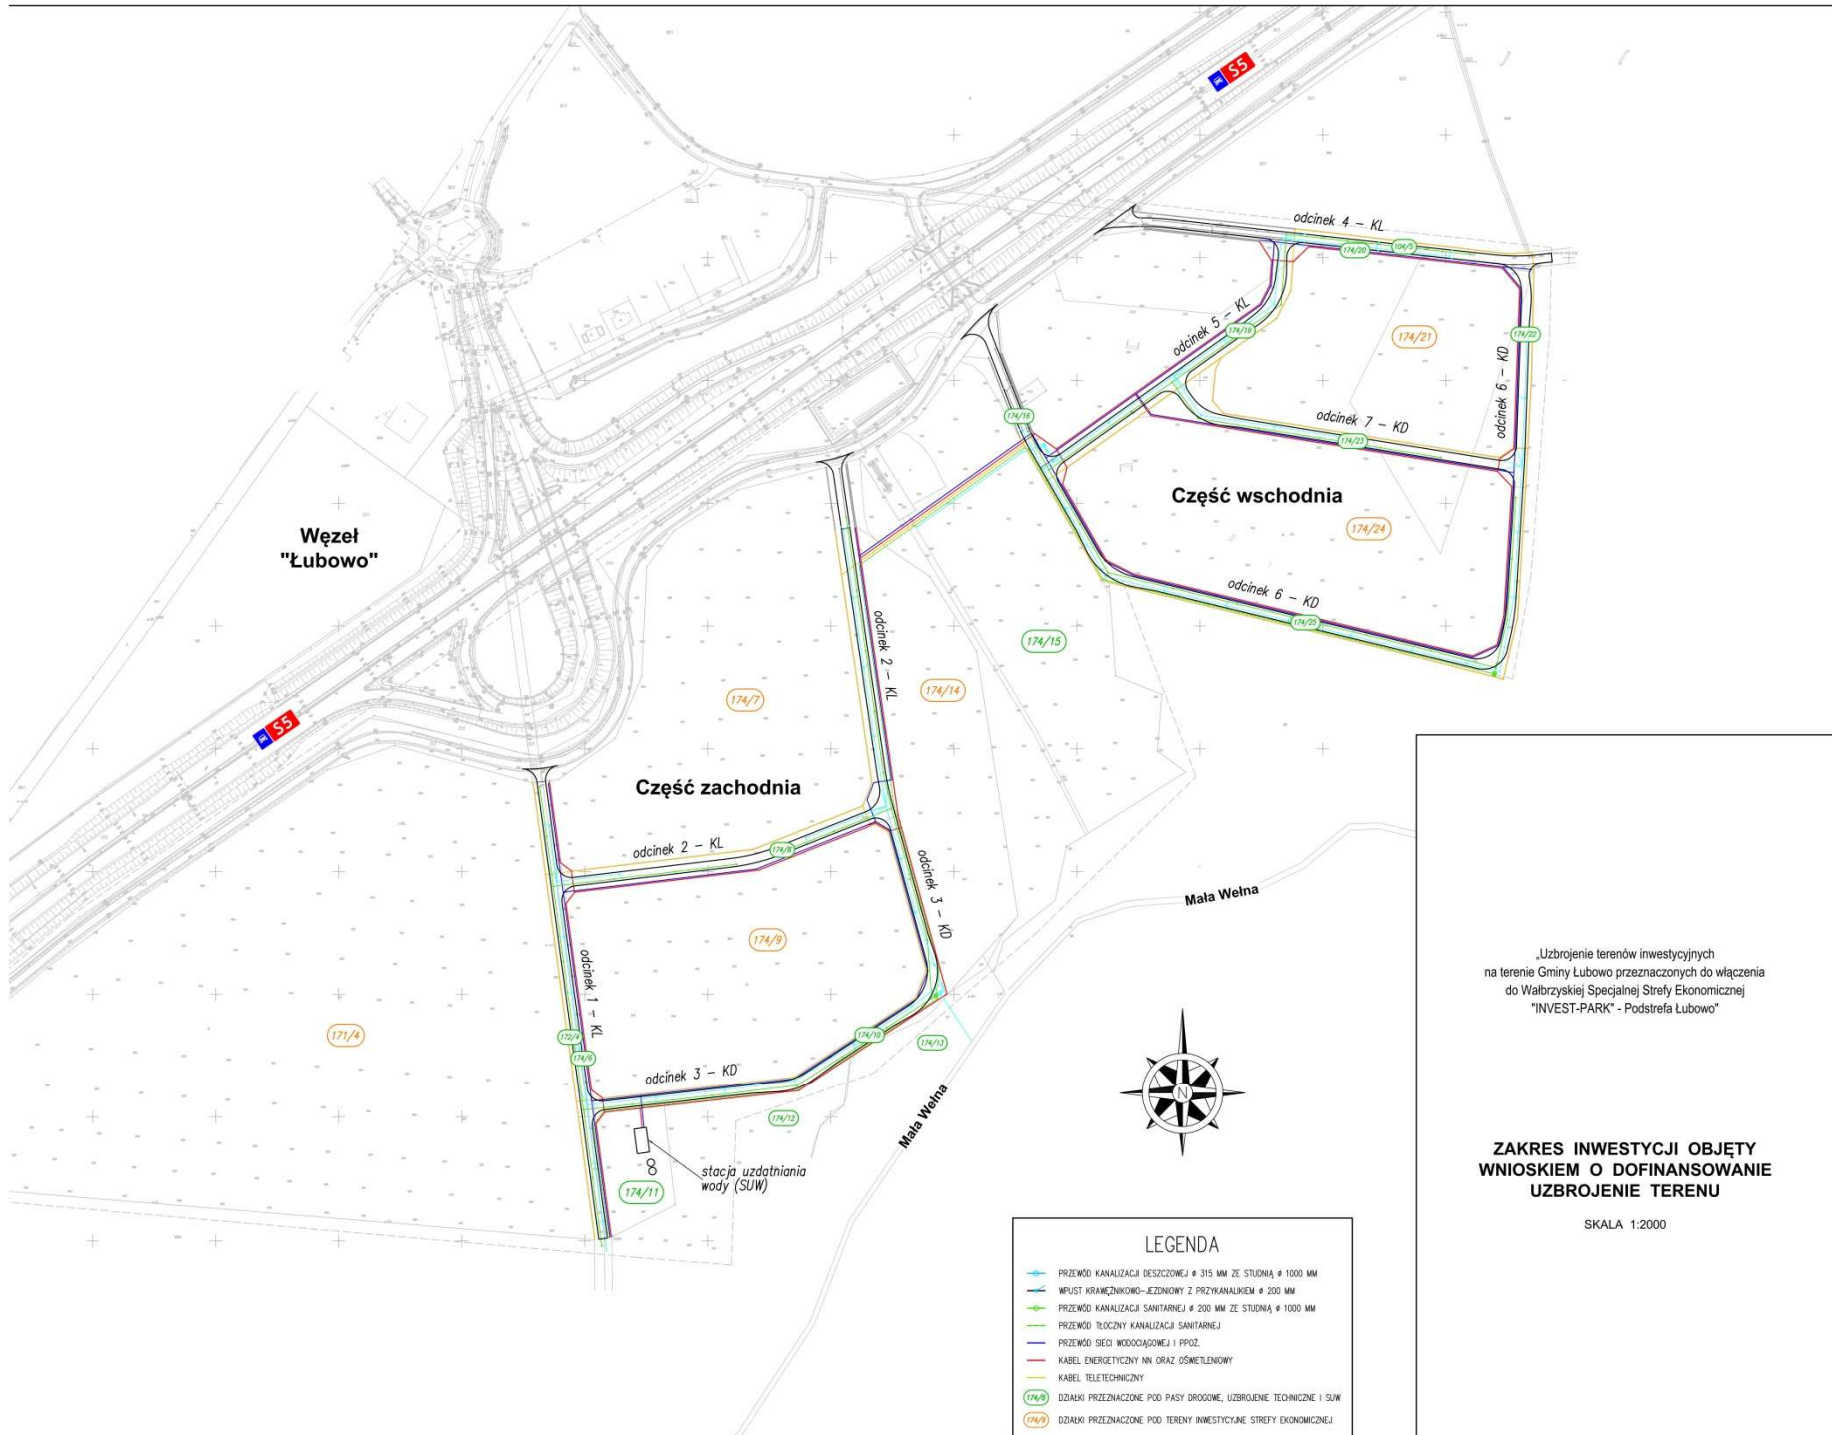 S5
odcinek 4 – KL
174/20
104/5
174/19
odcinek 5 – KL
174/21
174/22
odcinek 6 – KD
174/16
odcinek 7 – KD
174/23
Część wschodnia
174/24
Węzeł
"Łubowo"
odcinek 6 – KD
174/25
odcinek 2 – KL
174/15
174/7
174/14
S5
Część zachodnia
odcinek 2 – KL
174/8
odcinek 3 – KD
Mała Wełna
174/9
odcinek 1 – KL
171/4
172/4
174/6
174/10
174/13
odcinek 3 – KD
174/12
Mała Wełna
stacja uzdatniania
wody (SUW)
174/11
N
„Uzbrojenie terenów inwestycyjnych
na terenie Gminy Łubowo przeznaczonych do włączenia
do Wałbrzyskiej Specjalnej Strefy Ekonomicznej
"INVEST-PARK" - Podstrefa Łubowo"
ZAKRES INWESTYCJI OBJĘTY
WNIOSKIEM O DOFINANSOWANIE
UZBROJENIE TERENU
SKALA 1:2000
LEGENDA
PRZEWÓD KANALIZACJI DESZCZOWEJ ø 315 MM ZE STUDNIĄ ø 1000 MM
WPUST KRAWĘŻNIKOWO-JEZDNIOWY Z PRZYKANALIKIEM ø 200 MM
PRZEWÓD KANALIZACJI SANITARNEJ ø 200 MM ZE STUDNIĄ ø 1000 MM
PRZEWÓD TŁOCZNY KANALIZACJI SANITARNEJ
PRZEWÓD SIECI WODOCIĄGOWEJ I PPOŻ.
KABEL ENERGETYCZNY NN ORAZ OŚWIETLENIOWY
KABEL TELETECHNICZNY
174/6 DZIAŁKI PRZEZNACZONE POD PASY DROGOWE, UZBROJENIE TECHNICZNE I SUW
174/9 DZIAŁKI PRZEZNACZONE POD TERENY INWESTYCYJNE STREFY EKONOMICZNEJ